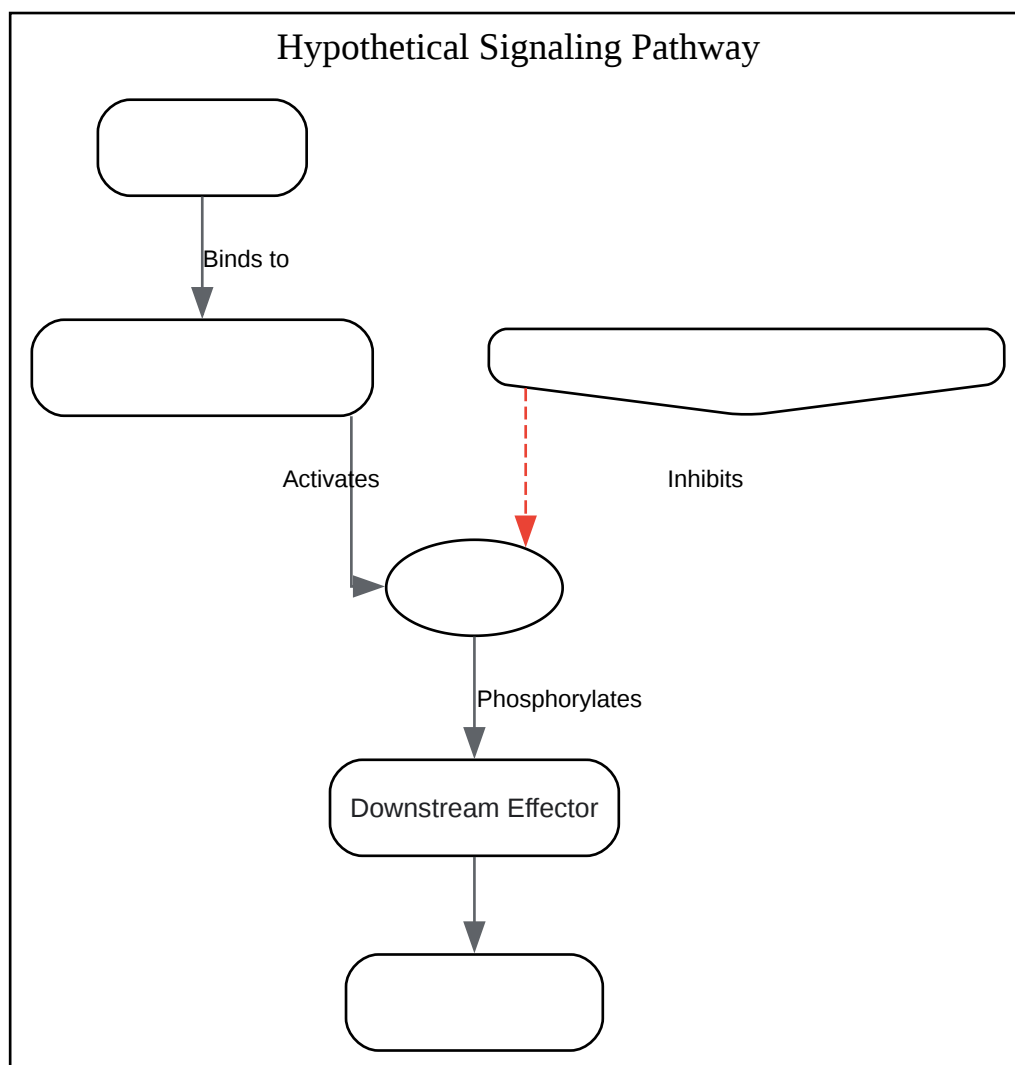 Hypothetical Signaling Pathway
Binds to
Activates
Inhibits
Phosphorylates
Downstream Effector